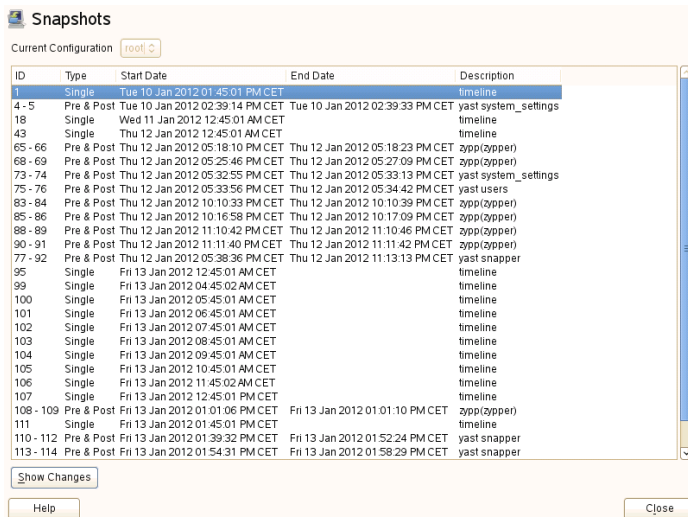 Snapshots
Current Configuration root
ID Type Start Date End Date Description
1 Single Tue 10 Jan 2012 01:45:01 PM CET timeline
4 - 5 Pre & Post Tue 10 Jan 2012 02:39:14 PM CET Tue 10 Jan 2012 02:39:33 PM CET yast system_settings
18 Single Wed 11 Jan 2012 12:45:01 AM CET timeline
43 Single Thu 12 Jan 2012 12:45:01 AM CET timeline
65 - 66 Pre & Post Thu 12 Jan 2012 05:18:10 PM CET Thu 12 Jan 2012 05:18:23 PM CET zypp(zypper)
68 - 69 Pre & Post Thu 12 Jan 2012 05:25:46 PM CET Thu 12 Jan 2012 05:27:09 PM CET zypp(zypper)
73 - 74 Pre & Post Thu 12 Jan 2012 05:32:55 PM CET Thu 12 Jan 2012 05:33:13 PM CET yast system_settings
75 - 76 Pre & Post Thu 12 Jan 2012 05:33:56 PM CET Thu 12 Jan 2012 05:34:42 PM CET yast users
83 - 84 Pre & Post Thu 12 Jan 2012 10:10:33 PM CET Thu 12 Jan 2012 10:10:39 PM CET zypp(zypper)
85 - 86 Pre & Post Thu 12 Jan 2012 10:16:58 PM CET Thu 12 Jan 2012 10:17:09 PM CET zypp(zypper)
88 - 89 Pre & Post Thu 12 Jan 2012 11:10:42 PM CET Thu 12 Jan 2012 11:10:46 PM CET zypp(zypper)
90 - 91 Pre & Post Thu 12 Jan 2012 11:11:40 PM CET Thu 12 Jan 2012 11:11:42 PM CET zypp(zypper)
77 - 92 Pre & Post Thu 12 Jan 2012 05:38:36 PM CET Thu 12 Jan 2012 11:13:13 PM CET yast snapper
95 Single Fri 13 Jan 2012 12:45:01 AM CET timeline
99 Single Fri 13 Jan 2012 04:45:02 AM CET timeline
100 Single Fri 13 Jan 2012 05:45:01 AM CET timeline
101 Single Fri 13 Jan 2012 06:45:01 AM CET timeline
102 Single Fri 13 Jan 2012 07:45:01 AM CET timeline
103 Single Fri 13 Jan 2012 08:45:01 AM CET timeline
104 Single Fri 13 Jan 2012 09:45:01 AM CET timeline
105 Single Fri 13 Jan 2012 10:45:01 AM CET timeline
106 Single Fri 13 Jan 2012 11:45:02 AM CET timeline
107 Single Fri 13 Jan 2012 12:45:01 PM CET timeline
108 - 109 Pre & Post Fri 13 Jan 2012 01:01:06 PM CET Fri 13 Jan 2012 01:01:10 PM CET zypp(zypper)
111 Single Fri 13 Jan 2012 01:45:01 PM CET timeline
110 - 112 Pre & Post Fri 13 Jan 2012 01:39:32 PM CET Fri 13 Jan 2012 01:52:24 PM CET yast snapper
113 - 114 Pre & Post Fri 13 Jan 2012 01:54:31 PM CET Fri 13 Jan 2012 01:58:29 PM CET yast snapper
Show Changes
Help Close